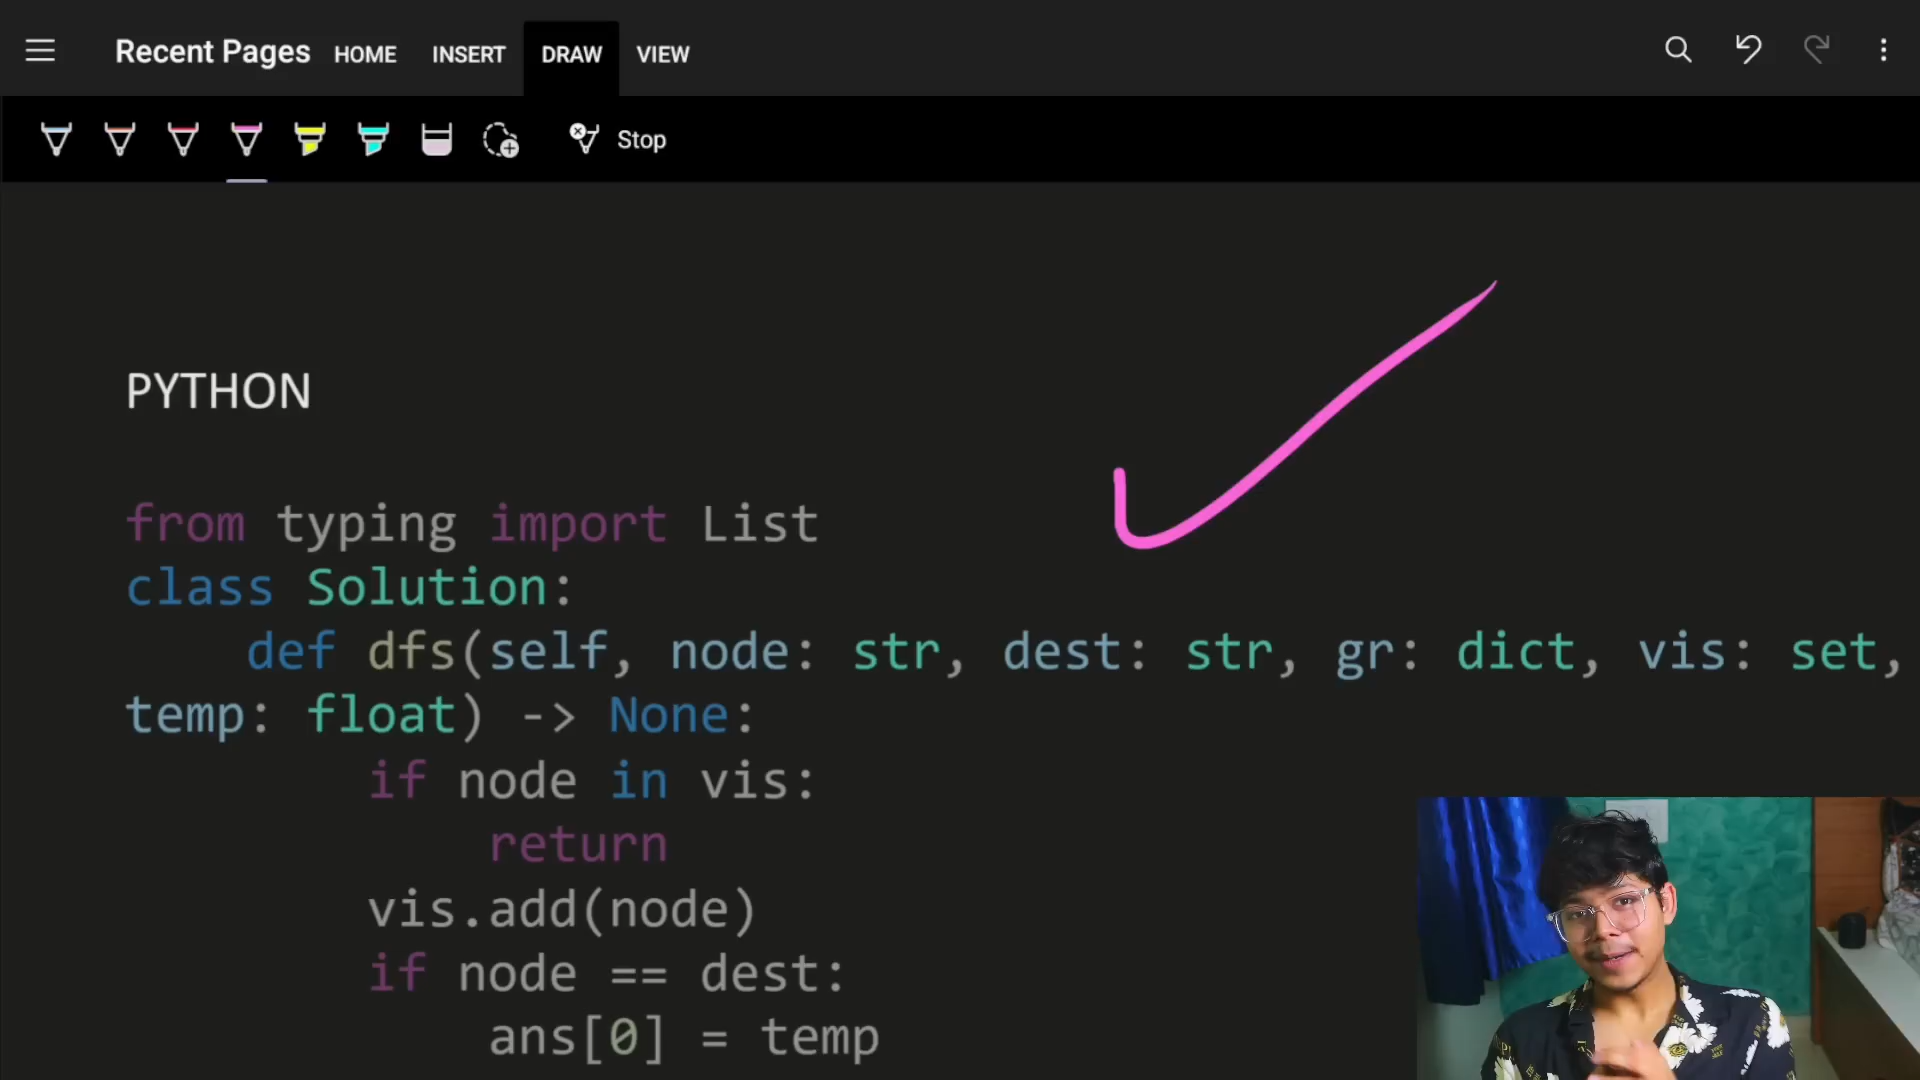 Recent Pages HOME INSERT DRAW VIEW
Stop
PYTHON
from typing import List
class Solution:
    def dfs(self, node: str, dest: str, gr: dict, vis: set,
temp: float) -> None:
        if node in vis:
            return
        vis.add(node)
        if node == dest:
            ans[0] = temp